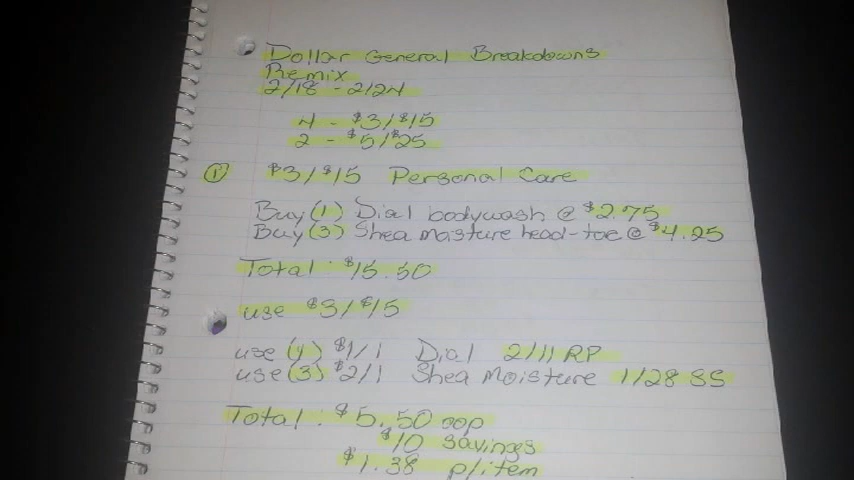 Dollar General Breakdowns
Remix
2/18 - 2/24
4 - $3/$15
2 - $5/$25
① $3/$15 Personal Care
Buy (1) Dial bodywash @ $2.75
Buy (3) Shea moisture head-toe @ $4.25
Total: $15.50
use $3/$15
use (1) $1/1 Dial 2/11 RP
use (3) $2/1 Shea Moisture 1/28 SS
Total: $5.50 oop
$10 savings
$1.38 p/item